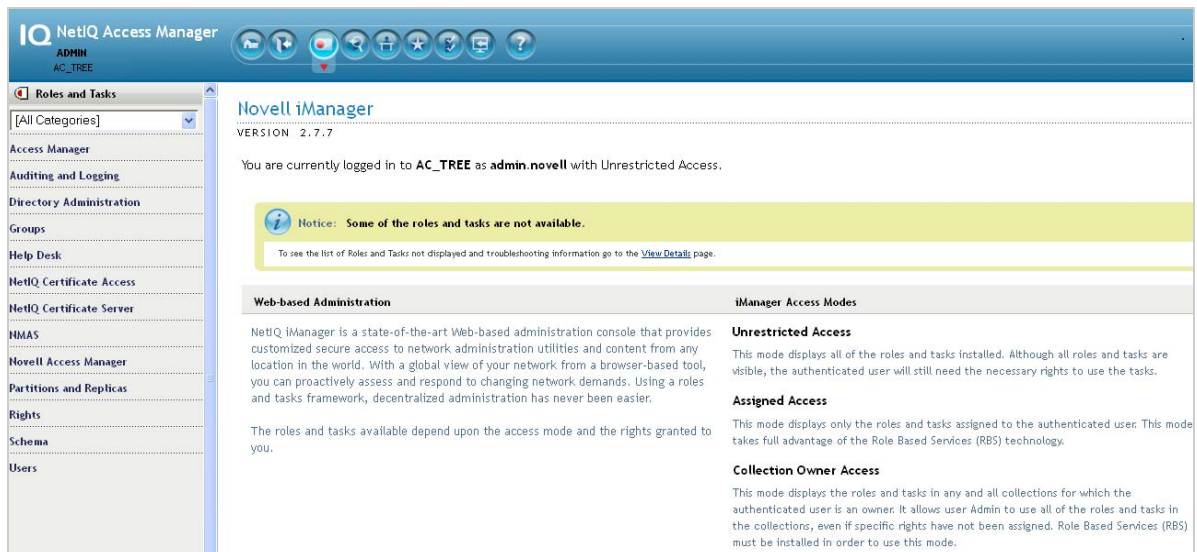 IQ NetIQ Access Manager
ADMIN
AC_TREE
?
Roles and Tasks
[All Categories]
Access Manager
Auditing and Logging
Directory Administration
Groups
Help Desk
NetIQ Certificate Access
NetIQ Certificate Server
NMAS
Novell Access Manager
Partitions and Replicas
Rights
Schema
Users
Novell iManager
VERSION 2.7.7
You are currently logged in to AC_TREE as admin.novell with Unrestricted Access.
i
Notice: Some of the roles and tasks are not available.
To see the list of Roles and Tasks not displayed and troubleshooting information go to the View Details page.
Web-based Administration
NetIQ iManager is a state-of-the-art Web-based administration console that provides
customized secure access to network administration utilities and content from any
location in the world. With a global view of your network from a browser-based tool,
you can proactively assess and respond to changing network demands. Using a roles
and tasks framework, decentralized administration has never been easier.
The roles and tasks available depend upon the access mode and the rights granted to
you.
iManager Access Modes
Unrestricted Access
This mode displays all of the roles and tasks installed. Although all roles and tasks are
visible, the authenticated user will still need the necessary rights to use the tasks.
Assigned Access
This mode displays only the roles and tasks assigned to the authenticated user. This mode
takes full advantage of the Role Based Services (RBS) technology.
Collection Owner Access
This mode displays the roles and tasks in any and all collections for which the
authenticated user is an owner. It allows user Admin to use all of the roles and tasks in
the collections, even if specific rights have not been assigned. Role Based Services (RBS)
must be installed in order to use this mode.